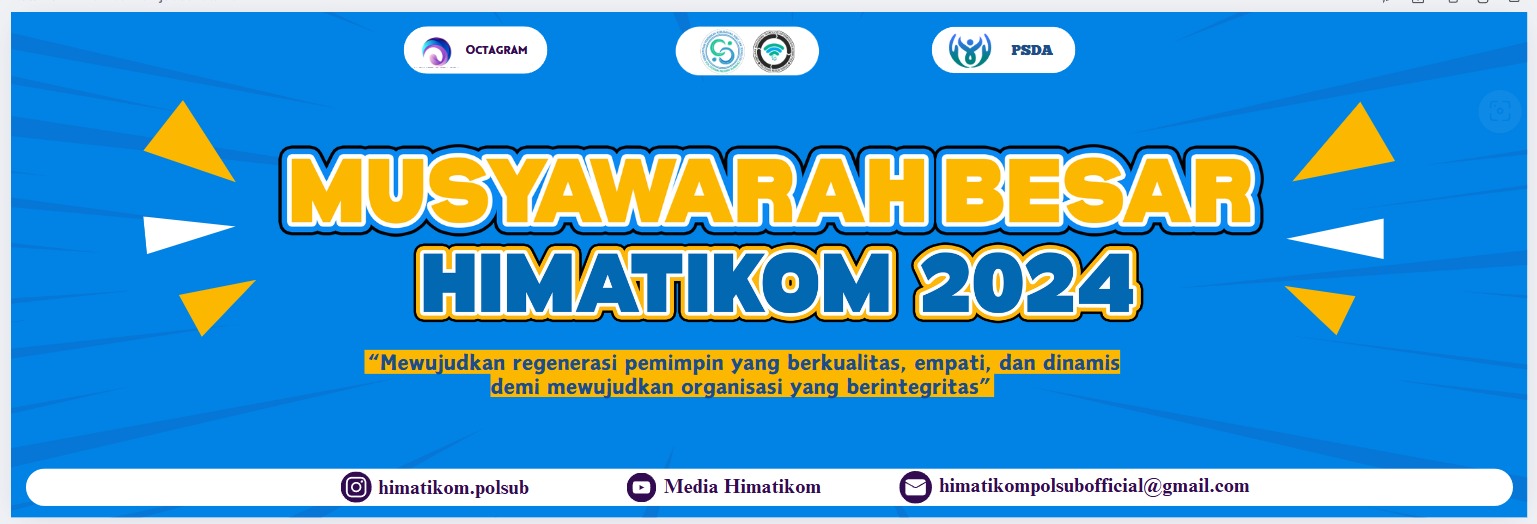 OCTAGRAM
PSDA
MUSYAWARAH BESAR
HIMATIKOM 2024
“Mewujudkan regenerasi pemimpin yang berkualitas, empati, dan dinamis
demi mewujudkan organisasi yang berintegritas”
himatikom.polsub
Media Himatikom
himatikompolsubofficial@gmail.com